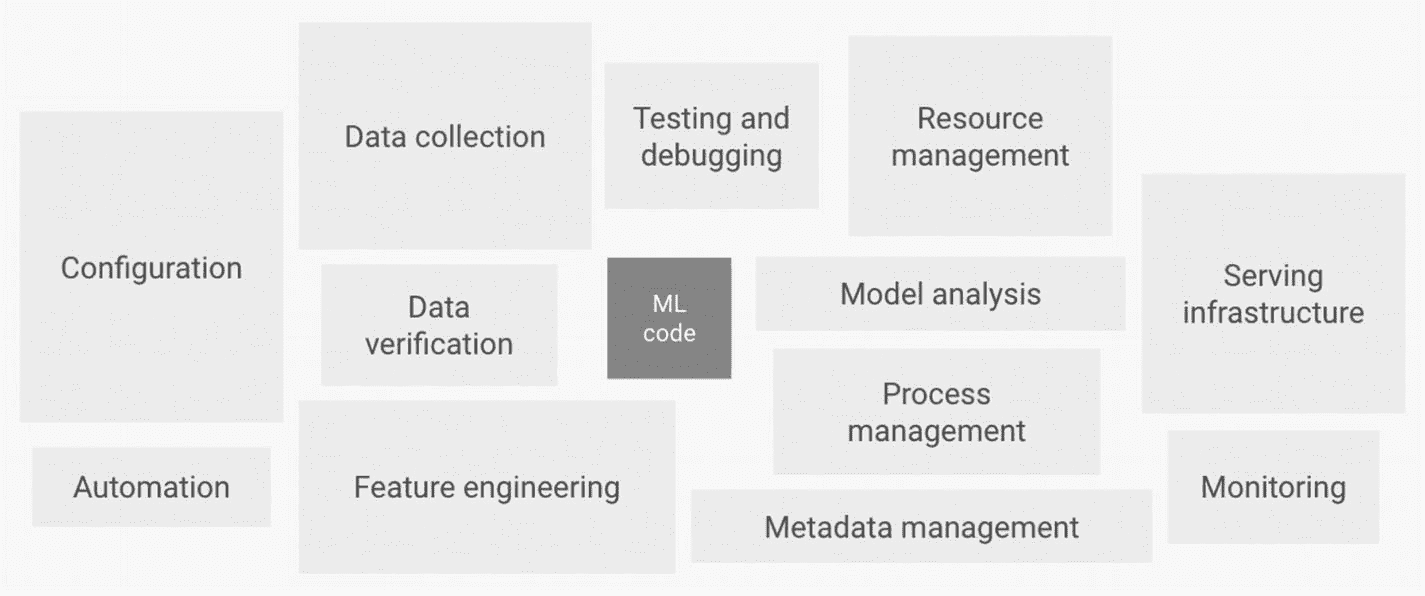 Configuration
Automation
Data collection
Data
verification
Feature engineering
Testing and
debugging
ML
code
Resource
management
Model analysis
Process
management
Metadata management
Serving
infrastructure
Monitoring